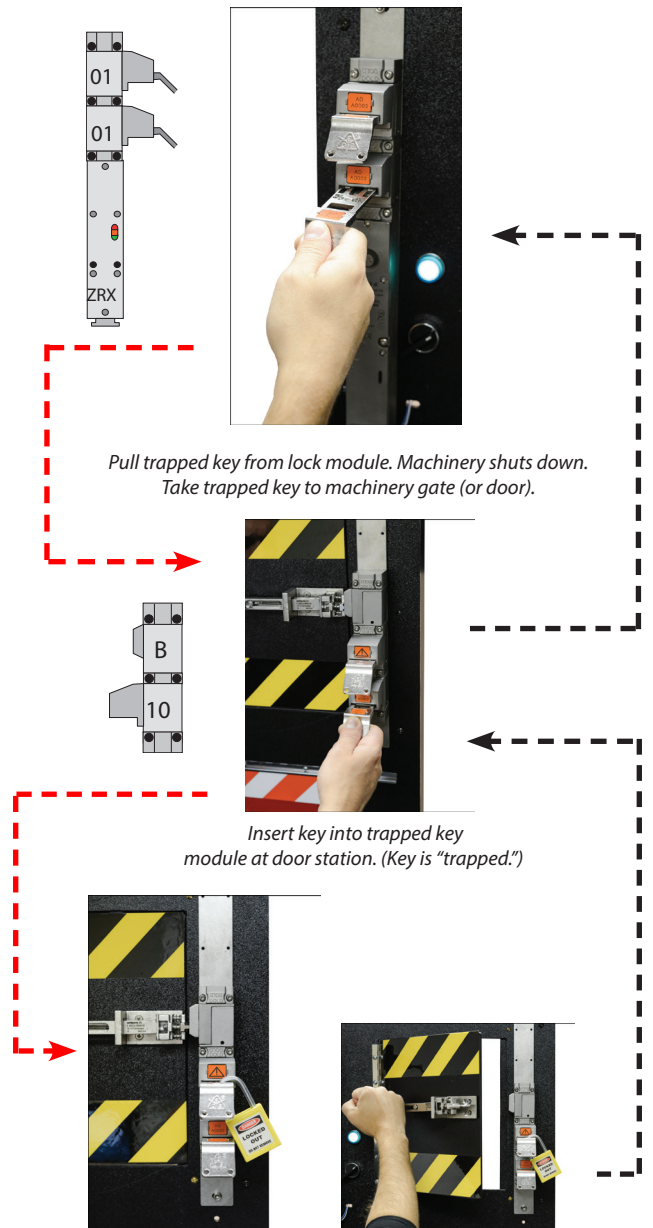 01
01
ZRX
Pull trapped key from lock module. Machinery shuts down.
Take trapped key to machinery gate (or door).
B
10
Insert key into trapped key
module at door station. (Key is “trapped.”)
LOCKED
OUT